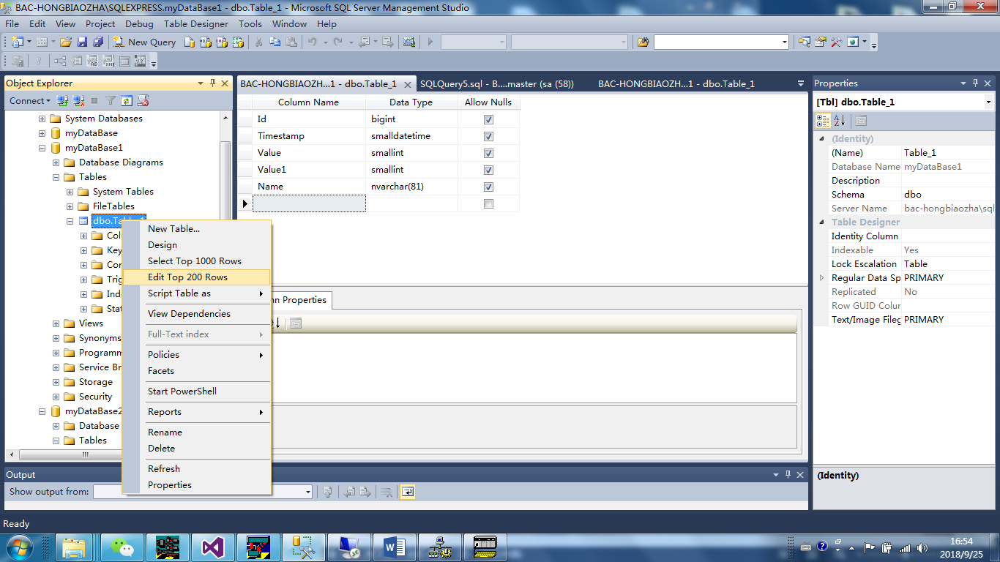 BAC-HONGBIAOZHA\SQLEXPRESS.myDataBase1 - dbo.Table_1 - Microsoft SQL Server Management Studio
File Edit View Project Debug Table Designer Tools Window Help
New Query
Object Explorer
Connect
System Databases
myDataBase
myDataBase1
Database Diagrams
Tables
System Tables
FileTables
dbo.Table_1
Col
Key
Con
Trig
Inde
Stat
Views
Synonyms
Programm
Service Br
Storage
Security
myDataBase2
Database
Tables
New Table...
Design
Select Top 1000 Rows
Edit Top 200 Rows
Script Table as
View Dependencies
Full-Text index
Policies
Facets
Start PowerShell
Reports
Rename
Delete
Refresh
Properties
BAC-HONGBIAOZH...1 - dbo.Table_1 SQLQuery5.sql - B....master (sa (58)) BAC-HONGBIAOZH...1 - dbo.Table_1
Column Name Data Type Allow Nulls
Id bigint
Timestamp smalldatetime
Value smallint
Value1 smallint
Name nvarchar(81)
mn Properties
Properties
[Tbl] dbo.Table_1
(Identity)
(Name) Table_1
Database Name myDataBase1
Description
Schema dbo
Server Name bac-hongbiaozha\sql
Table Designer
Identity Column
Indexable Yes
Lock Escalation Table
Regular Data Sp PRIMARY
Replicated No
Row GUID Colur
Text/Image Fileg PRIMARY
(Identity)
Output
Show output from:
Ready
16:54
2018/9/25